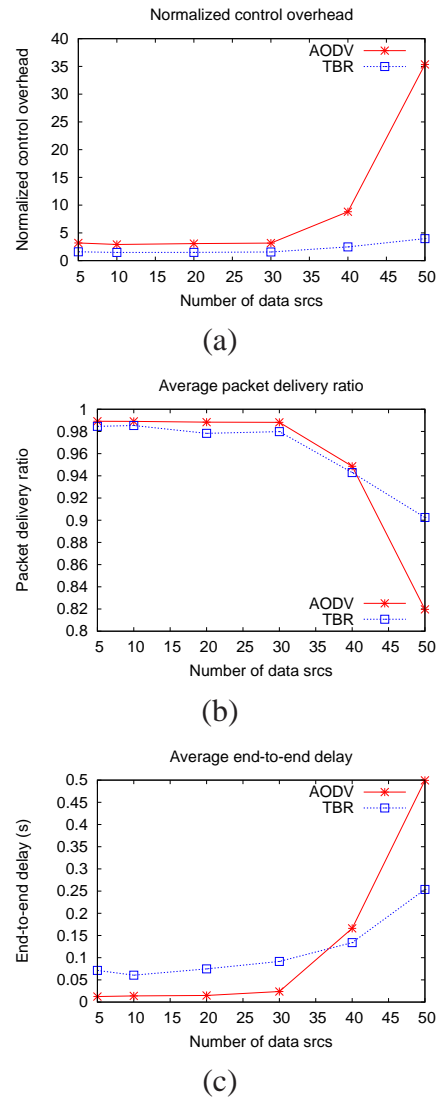 Normalized control overhead
40
35
30
25
20
15
10
5
0
Normalized control overhead
AODV
TBR
5 10 15 20 25 30 35 40 45 50
Number of data srcs
(a)
Average packet delivery ratio
1
0.98
0.96
0.94
0.92
0.9
0.88
0.86
0.84
0.82
0.8
Packet delivery ratio
AODV
TBR
5 10 15 20 25 30 35 40 45 50
Number of data srcs
(b)
Average end-to-end delay
0.5
0.45
0.4
0.35
0.3
0.25
0.2
0.15
0.1
0.05
0
End-to-end delay (s)
AODV
TBR
5 10 15 20 25 30 35 40 45 50
Number of data srcs
(c)